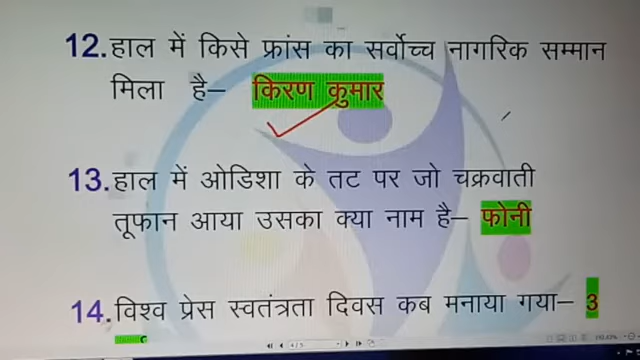 12. हाल में किसे फ्रांस का सर्वोच्च नागरिक सम्मान
मिला है– किरण कुमार
13. हाल में ओडिशा के तट पर जो चक्रवाती
तूफान आया उसका क्या नाम है– फोनी
14. विश्व प्रेस स्वतंत्रता दिवस कब मनाया गया– 3